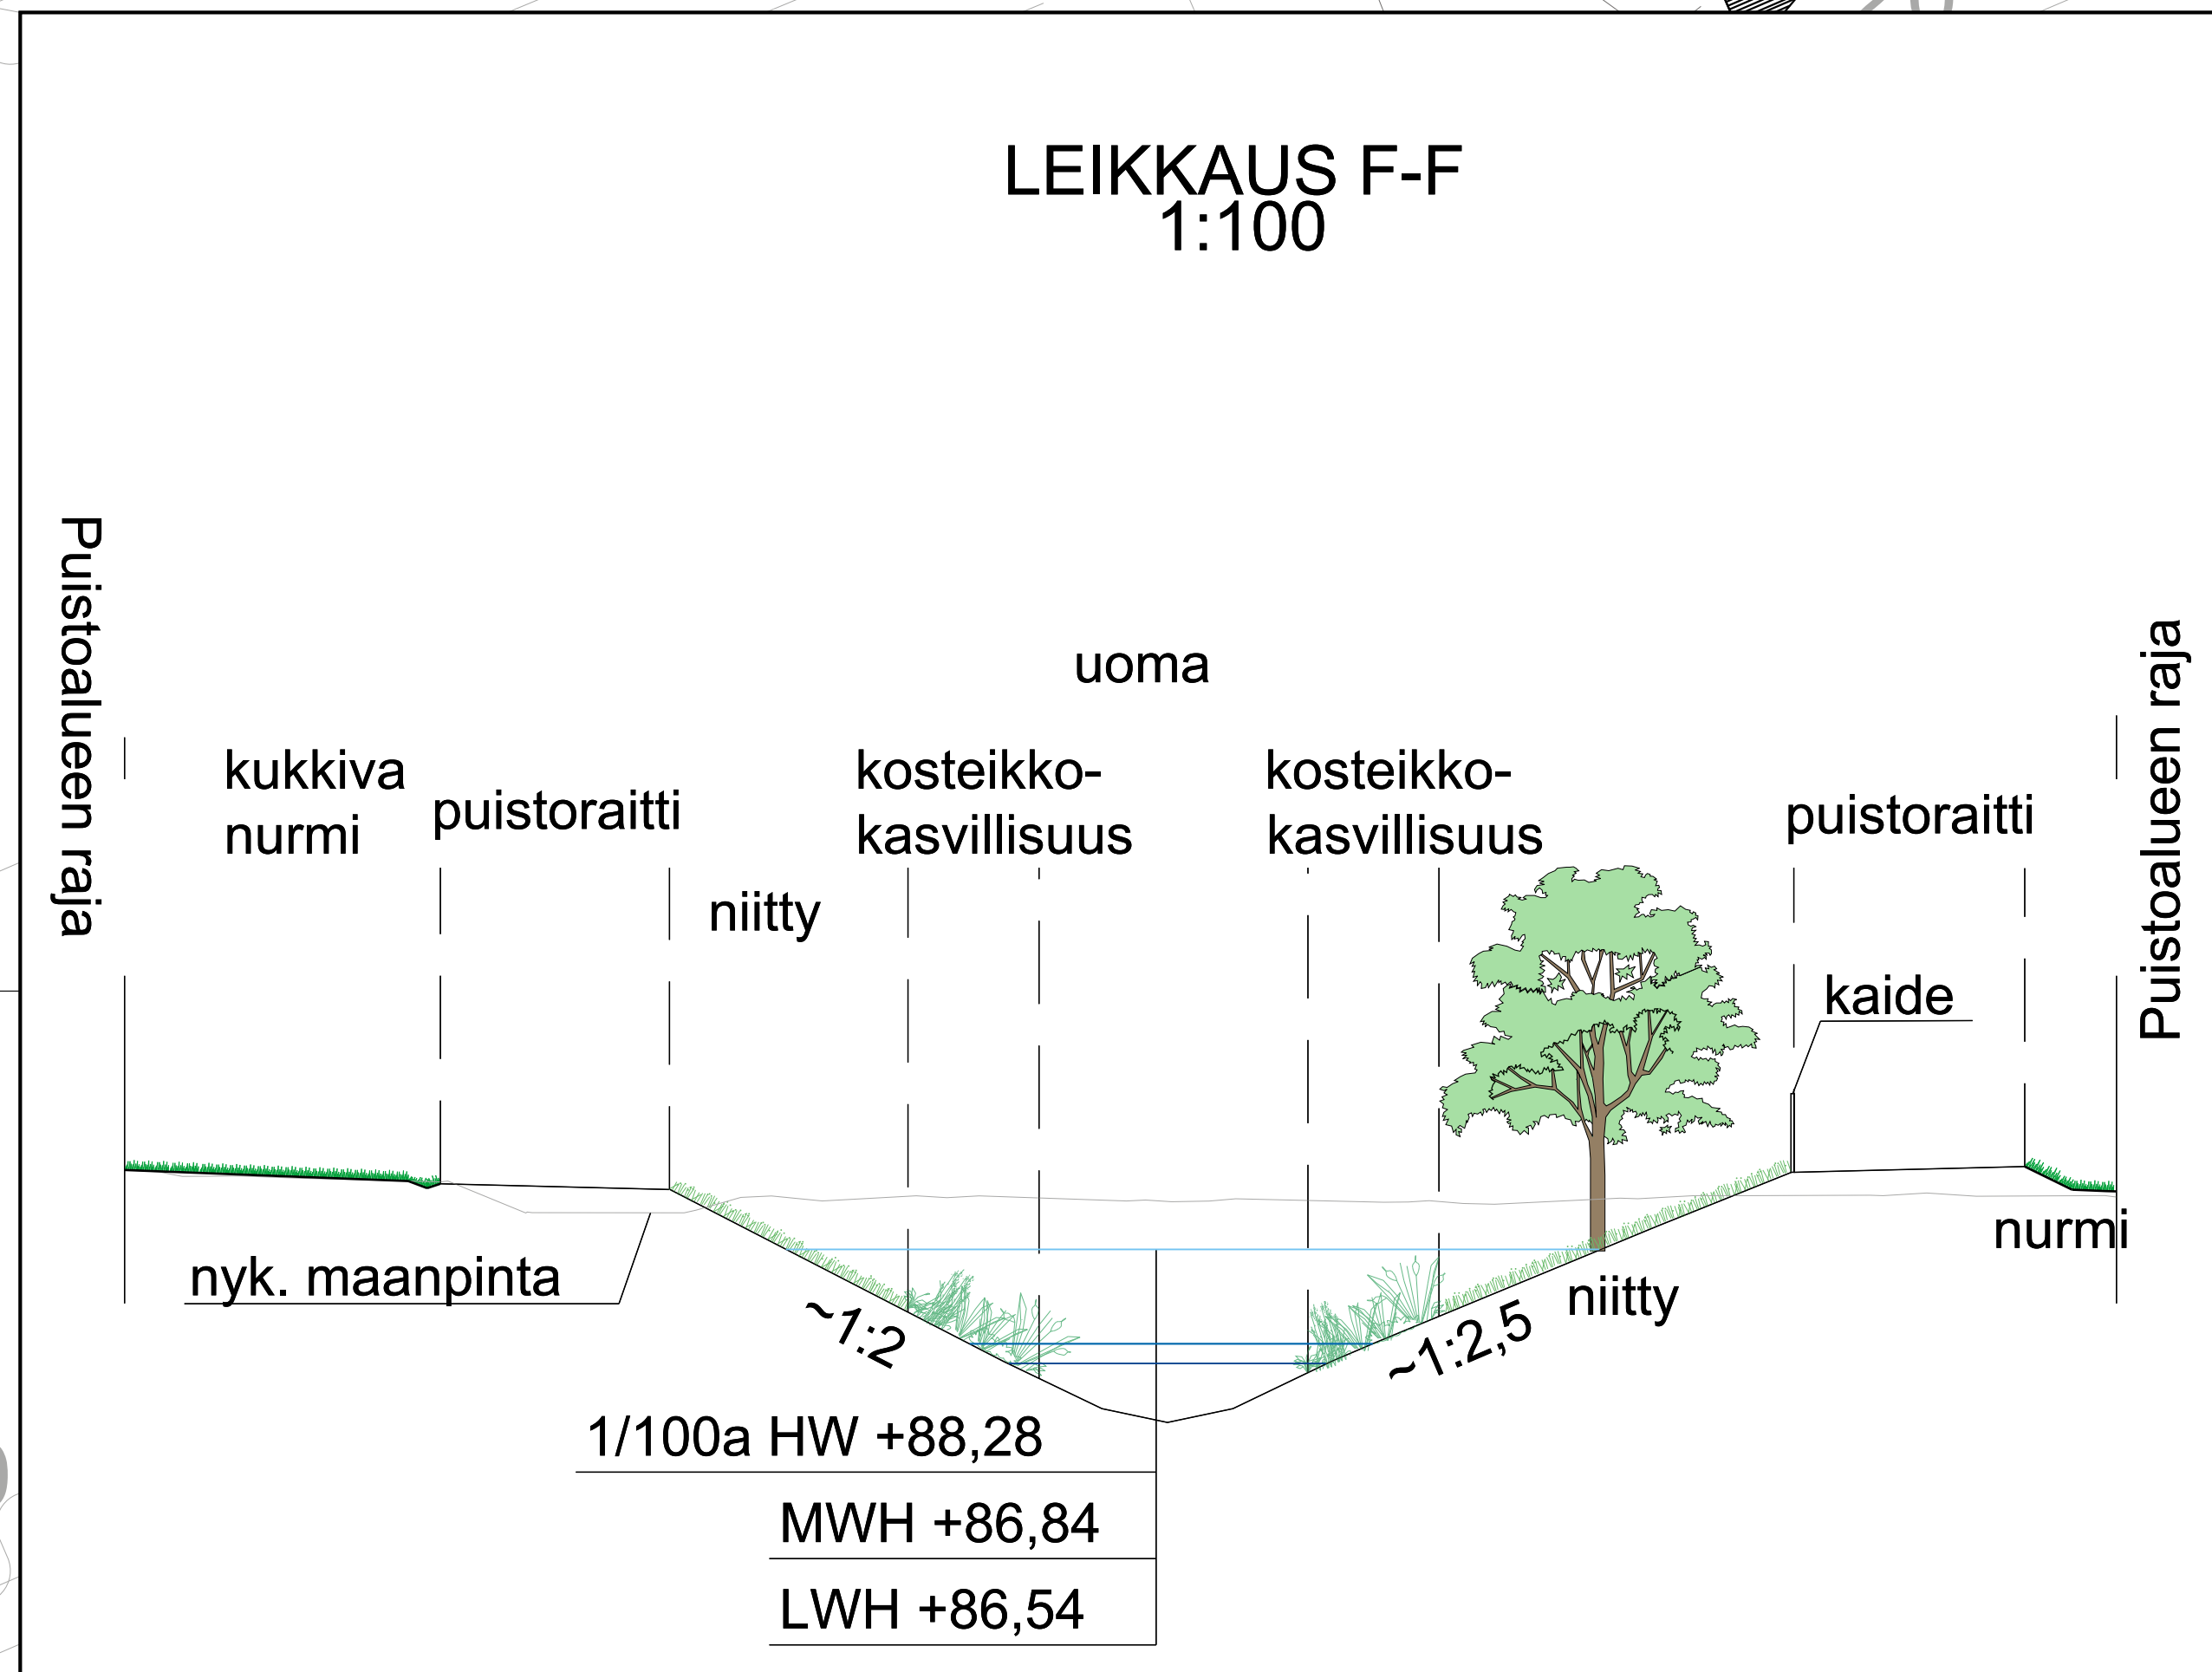 LEIKKAUS F-F
1:100
Puistoalueen raja
Puistoalueen raja
uoma
kukkiva
nurmi
puistoraitti
niitty
kosteikko-
kasvillisuus
kosteikko-
kasvillisuus
puistoraitti
kaide
nurmi
niitty
nyk. maanpinta
~1:2
~1:2,5
1/100a HW +88,28
MWH +86,84
LWH +86,54